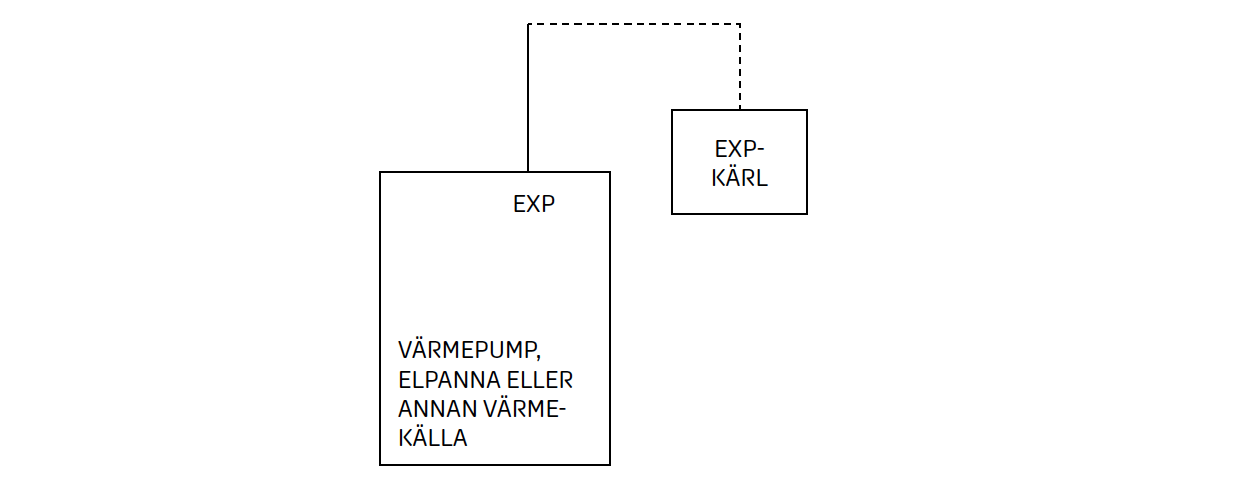 EXP-
KÄRL
EXP
VÄRMEPUMP,
ELPANNA ELLER
ANNAN VÄRME-
KÄLLA